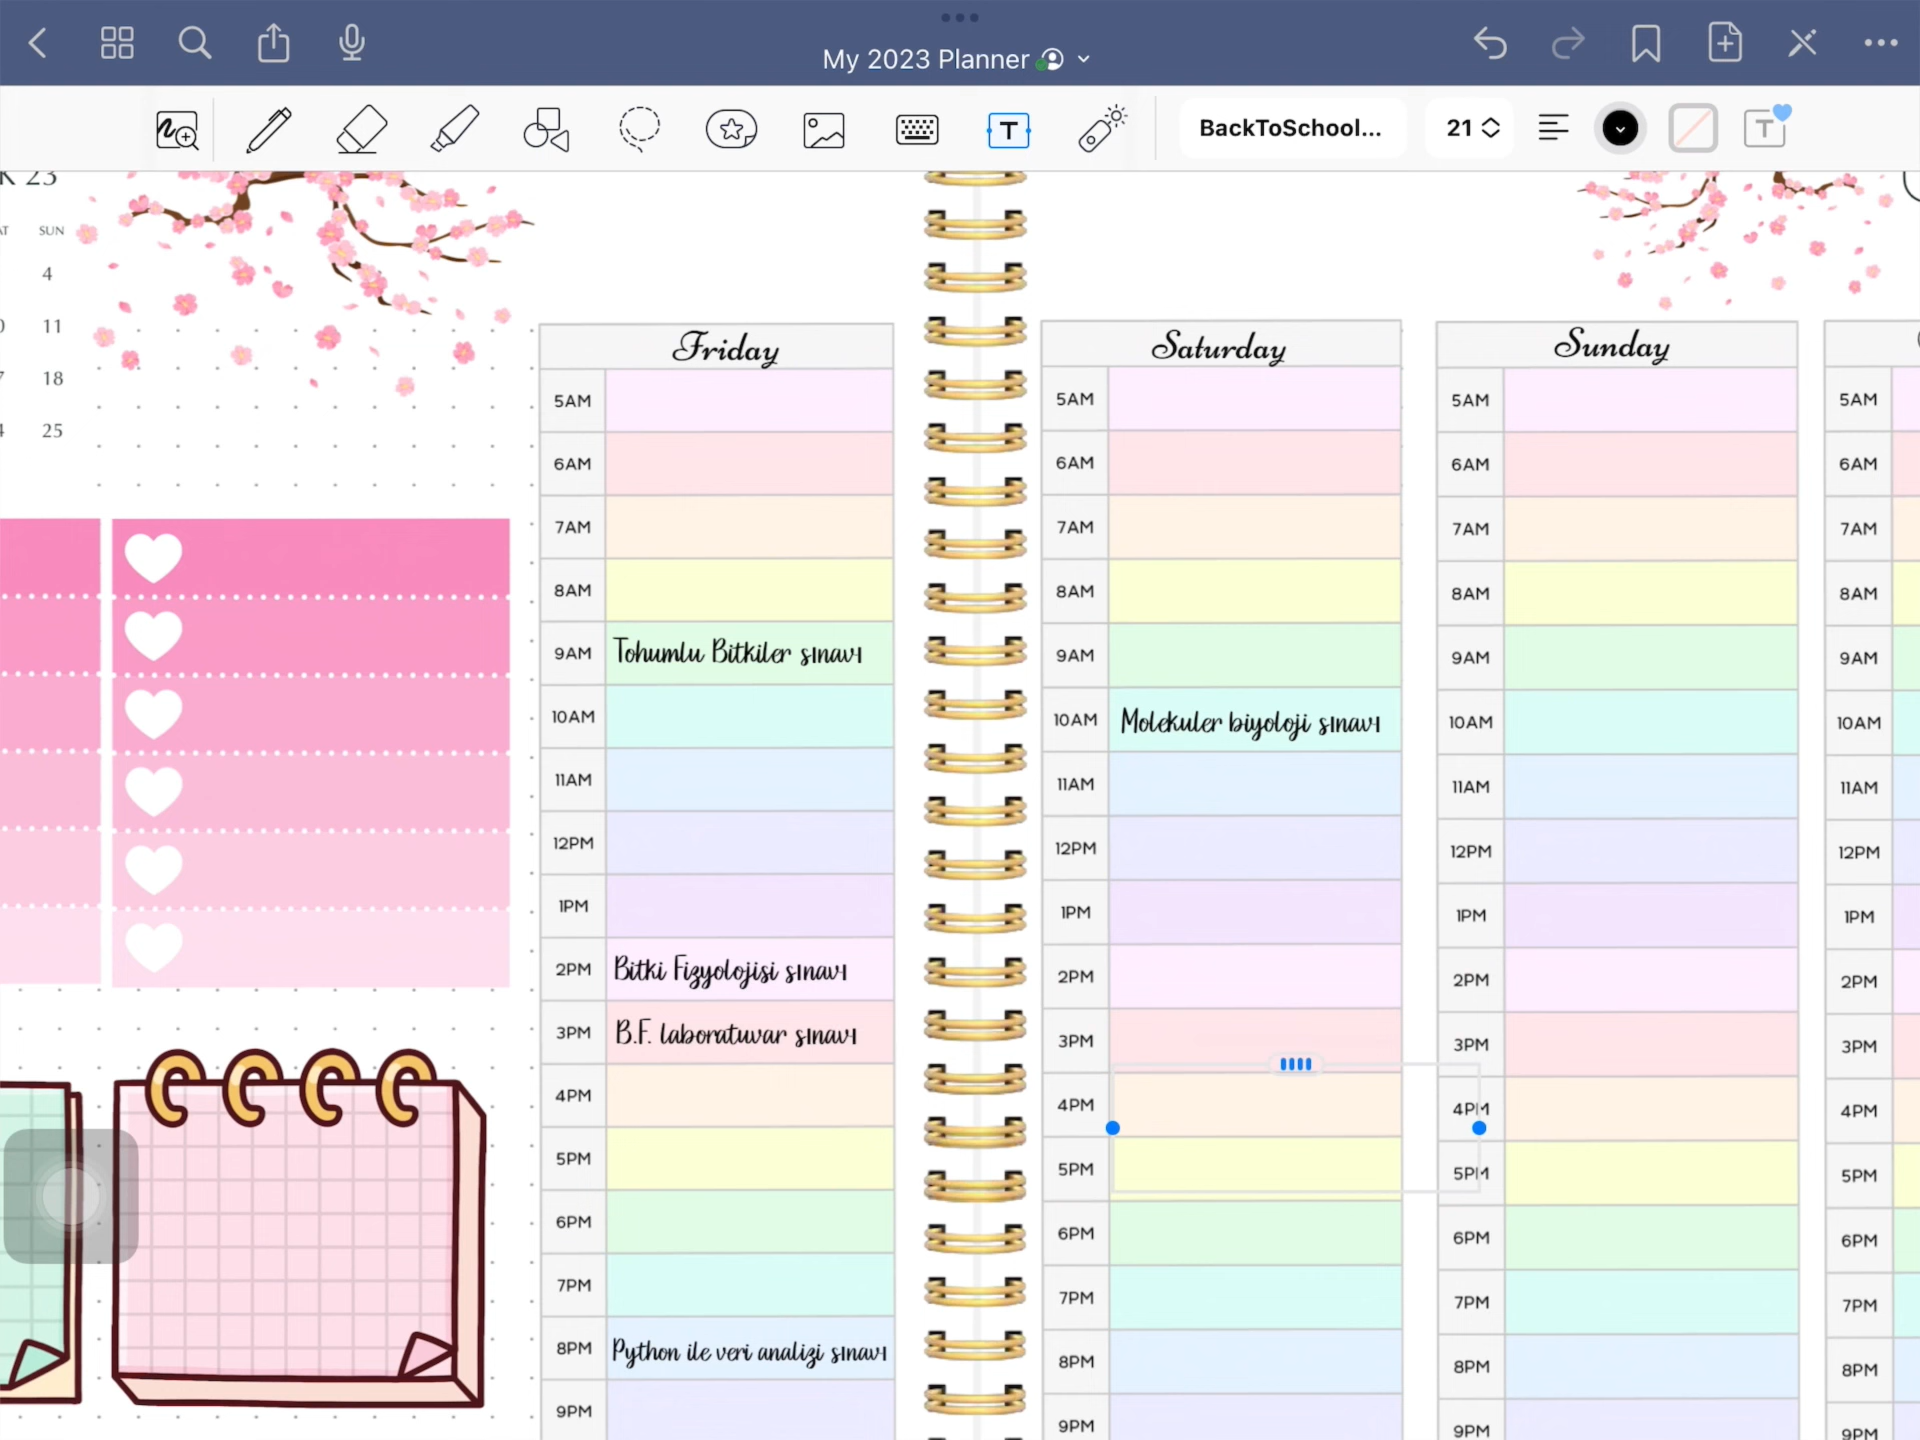 My 2023 Planner
BackToSchool...
21
K 23
SUN
4
11
18
25
Friday
5AM
6AM
7AM
8AM
9AM Tohumlu Bitkiler sınavı
10AM
11AM
12PM
1PM
2PM Bitki Fizyolojisi sınavı
3PM B.F. laboratuvar sınavı
4PM
5PM
6PM
7PM
8PM Python ile veri analizi sınavı
9PM
Saturday
5AM
6AM
7AM
8AM
9AM
10AM Molekuler biyoloji sınavı
11AM
12PM
1PM
2PM
3PM
4PM
5PM
6PM
7PM
8PM
9PM
Sunday
5AM
6AM
7AM
8AM
9AM
10AM
11AM
12PM
1PM
2PM
3PM
4PM
5PM
6PM
7PM
8PM
9PM
5AM
6AM
7AM
8AM
9AM
10AM
11AM
12PM
1PM
2PM
3PM
4PM
5PM
6PM
7PM
8PM
9PM